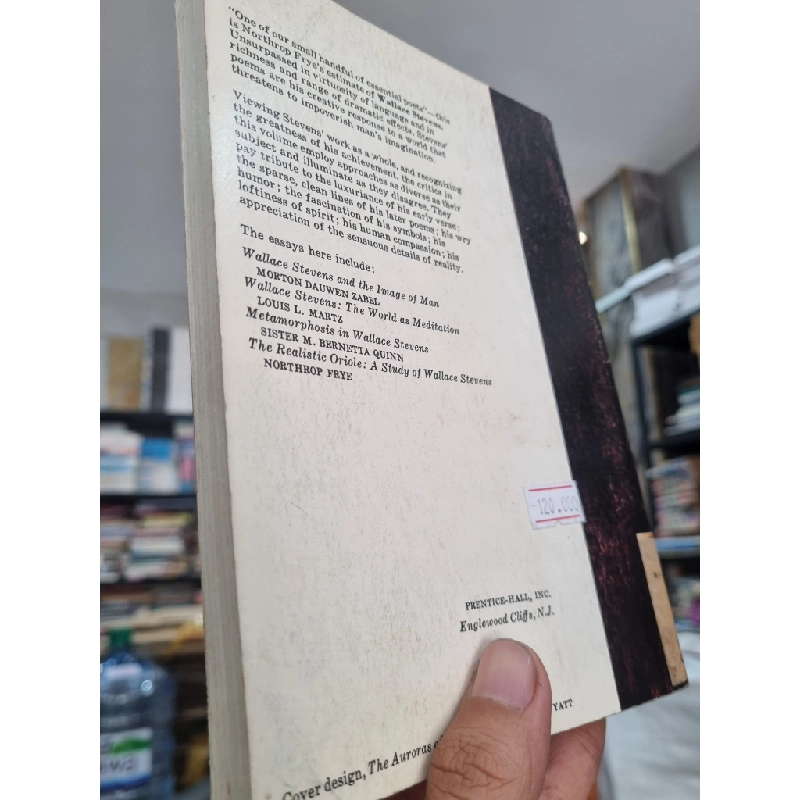 "One of our small handful of essential poets"—this
is Northrop Frye's estimate of Wallace Stevens.
Unsurpassed in virtuosity of language and in
richness and range of dramatic effects, Stevens'
poems are his creative response to a world that
threatens to impoverish man's imagination.
Viewing Stevens' work as a whole, and recognizing
the greatness of his achievement, the critics in
this volume employ approaches as diverse as their
subject and illuminate as they disagree. They
pay tribute to the luxuriance of his early verse;
the sparse, clean lines of his later poems; his wry
humor; the fascination of his symbols; his
loftiness of spirit; his human compassion; his
appreciation of the sensuous details of reality.
The essays here include:
Wallace Stevens and the Image of Man
MORTON DAUWEN ZABEL
Wallace Stevens: The World as Meditation
LOUIS L. MARTZ
Metamorphosis in Wallace Stevens
SISTER M. BERNETTA QUINN
The Realistic Oriole: A Study of Wallace Stevens
NORTHROP FRYE
120.000
PRENTICE-HALL, INC.
Englewood Cliffs, N.J.
Cover design, The Auroras
YATT